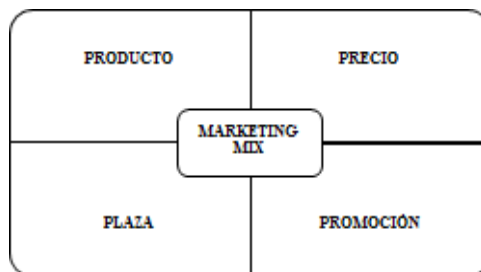 PRODUCTO
PRECIO
MARKETING
MIX
PLAZA
PROMOCIÓN